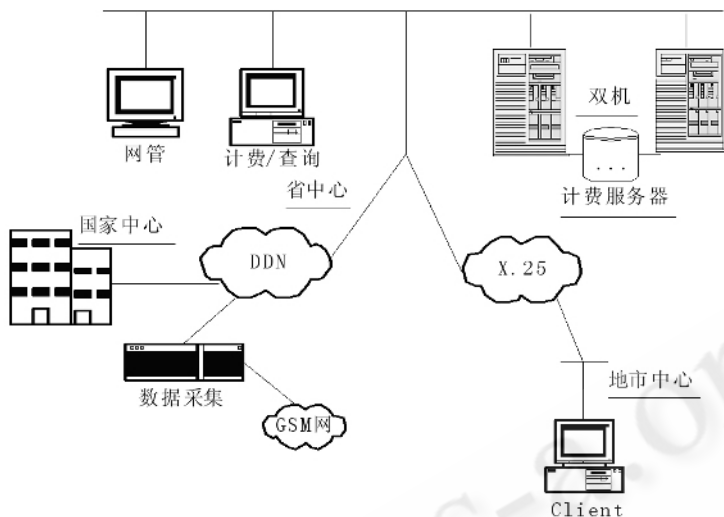 双机
网管
计费/查询
计费服务器
省中心
国家中心
DDN
X.25
数据采集
地市中心
GSM网
Client